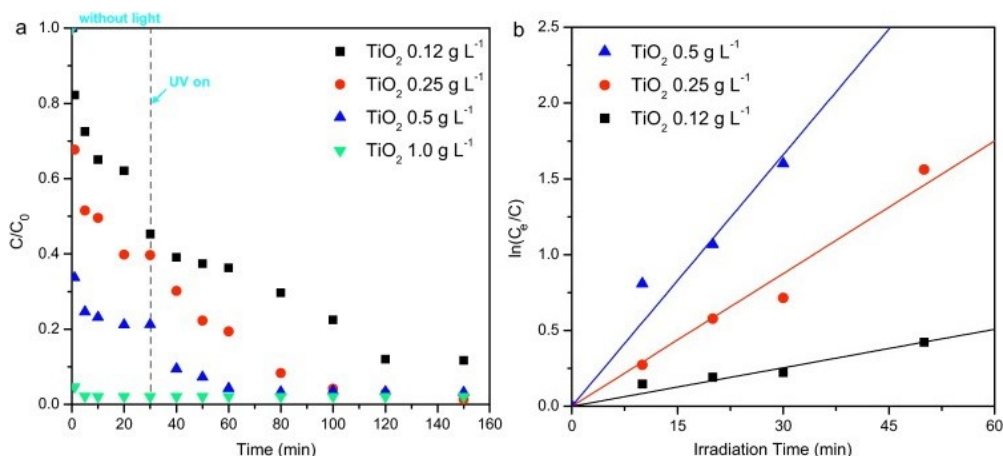 a
without light
UV on
TiO₂ 0.12 g L⁻¹
TiO₂ 0.25 g L⁻¹
TiO₂ 0.5 g L⁻¹
TiO₂ 1.0 g L⁻¹
C/C₀
1.0
0.8
0.6
0.4
0.2
0.0
0 20 40 60 80 100 120 140 160
Time (min)
b
TiO₂ 0.5 g L⁻¹
TiO₂ 0.25 g L⁻¹
TiO₂ 0.12 g L⁻¹
ln(Cₑ/C)
2.5
2.0
1.5
1.0
0.5
0.0
0 15 30 45 60
Irradiation Time (min)